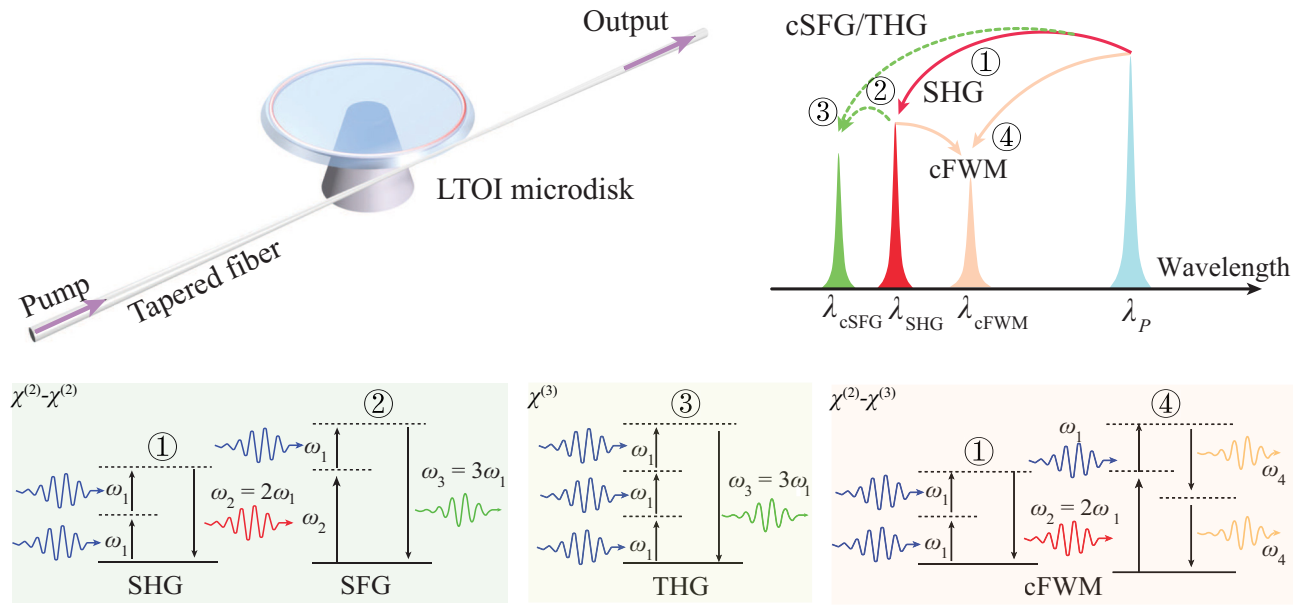 Pump
Tapered fiber
Output
LTOI microdisk
cSFG/THG
①
SHG
②
③
④
cFWM
Wavelength
λcSFG
λSHG
λcFWM
λP
χ(2)-χ(2)
①
ω1
ω1
ω2 = 2ω1
SHG
②
ω1
ω2
ω3 = 3ω1
SFG
χ(3)
③
ω1
ω1
ω1
ω3 = 3ω1
THG
χ(2)-χ(3)
①
ω1
ω1
ω2 = 2ω1
④
ω1
ω4
ω4
cFWM